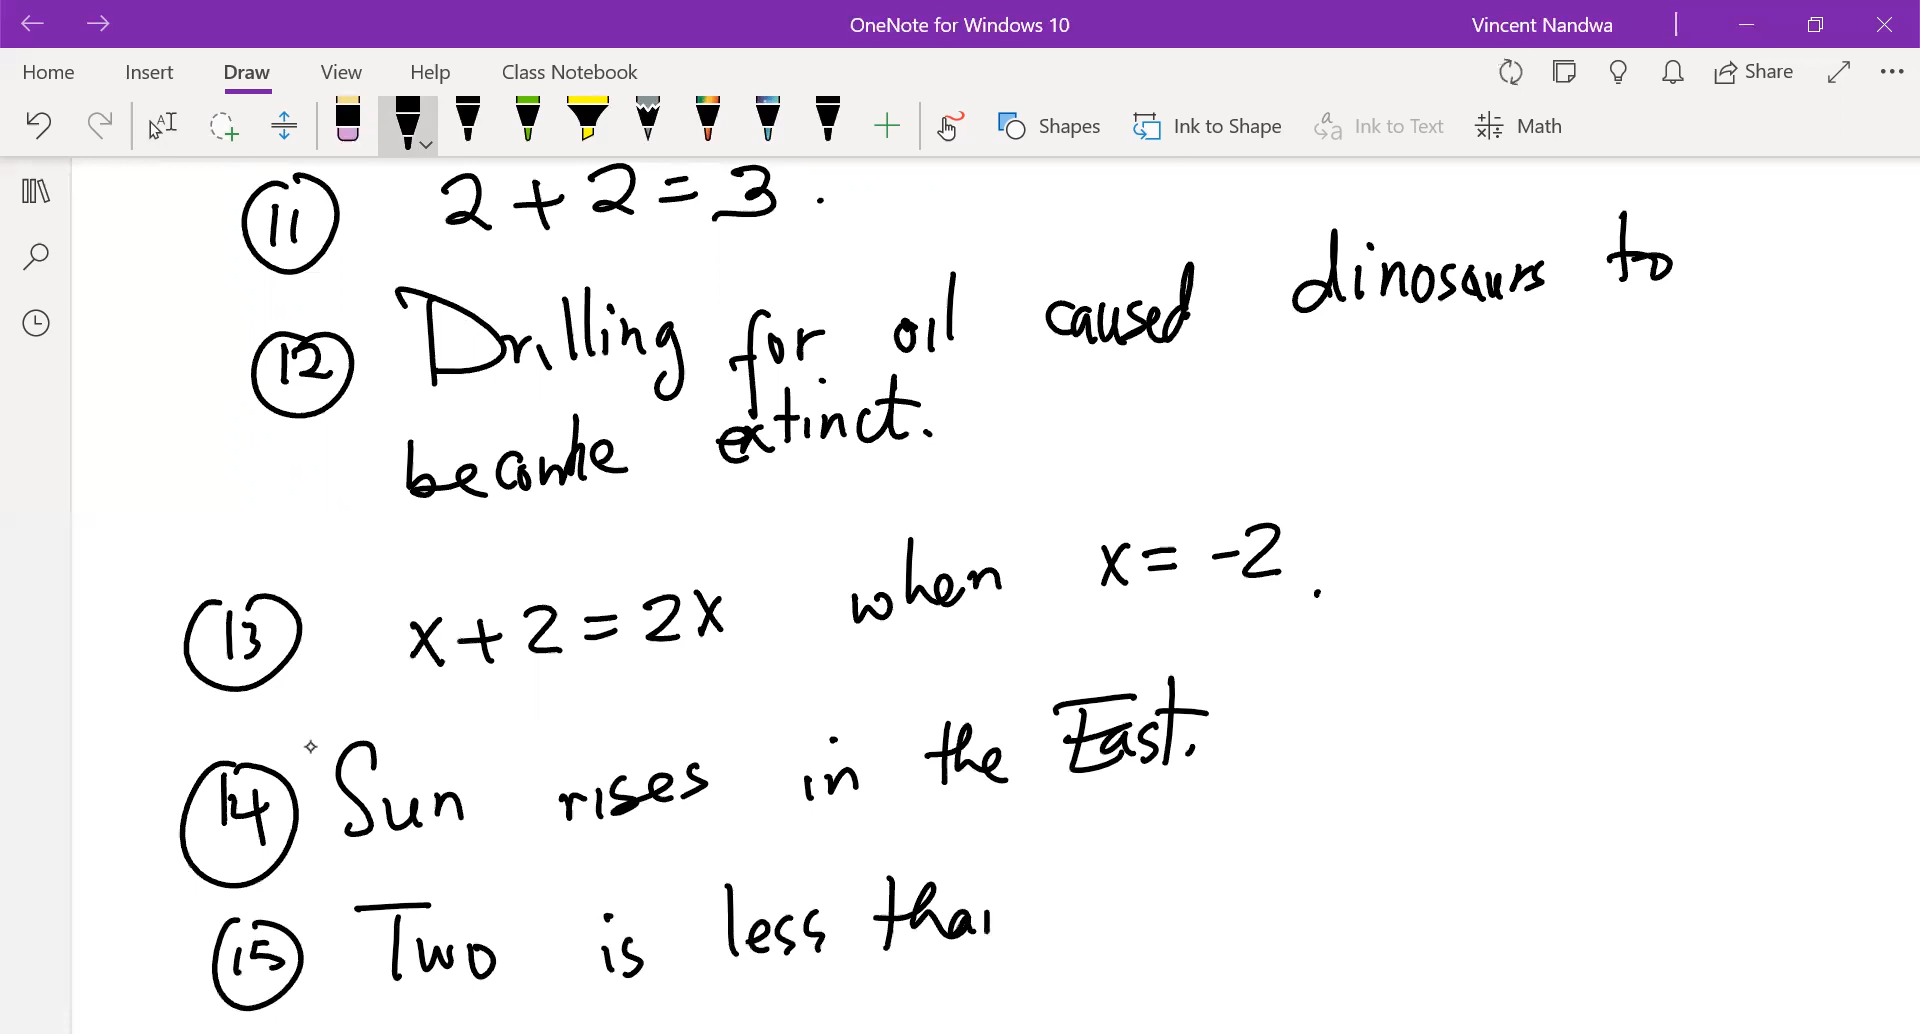 OneNote for Windows 10 Vincent Nandwa
Home Insert Draw View Help Class Notebook Share
Shapes Ink to Shape Ink to Text Math
11 2 + 2 = 3 .
12 Drilling for oil caused dinosaurs to
become extinct.
13 x + 2 = 2x when x = -2 .
14 Sun rises in the East.
15 Two is less than